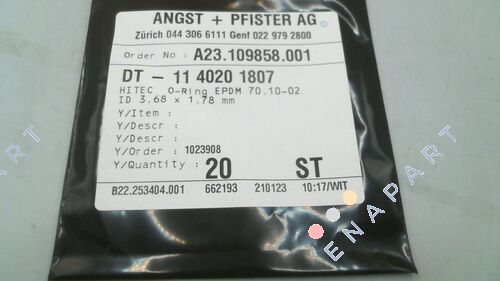 ANGST + PFISTER AG
Zürich 044 306 6111 Genf 022 979 2800
Order No : A23.109858.001
DT - 11 4020 1807
HITEC O-Ring EPDM 70.10-02
ID 3.68 x 1.78 mm
Y/Item :
Y/Descr :
Y/Descr :
Y/Order : 1023908
Y/Quantity : 20 ST
B22.253404.001 662193 210123 10:17/WIT
ENAPART